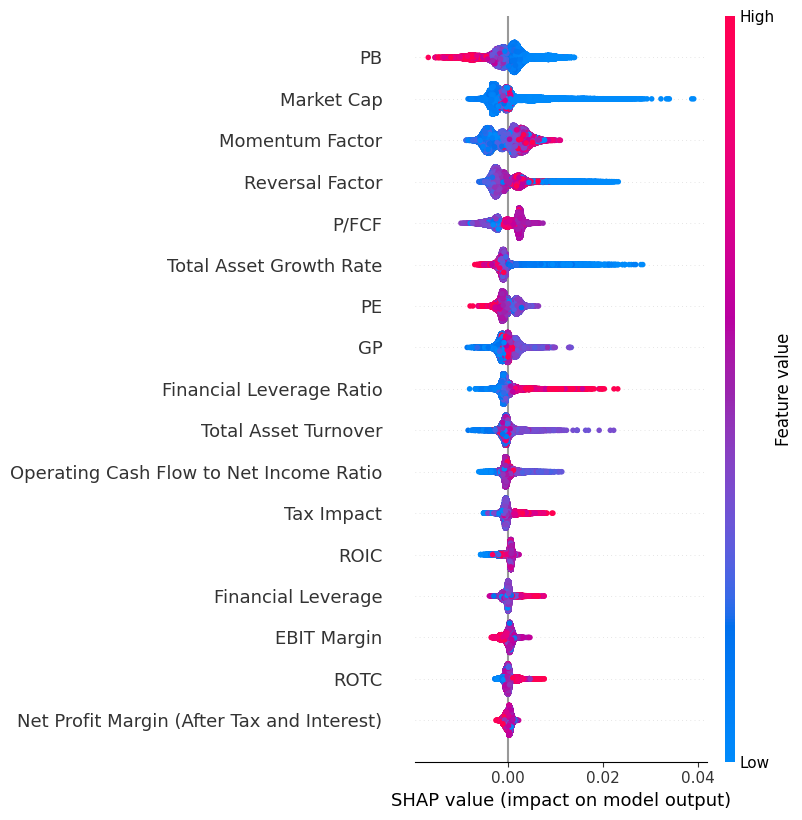 High
PB
Market Cap
Momentum Factor
Reversal Factor
P/FCF
Total Asset Growth Rate
PE
GP
Financial Leverage Ratio
Total Asset Turnover
Operating Cash Flow to Net Income Ratio
Tax Impact
ROIC
Financial Leverage
EBIT Margin
ROTC
Net Profit Margin (After Tax and Interest)
Feature value
Low
0.00 0.02 0.04
SHAP value (impact on model output)